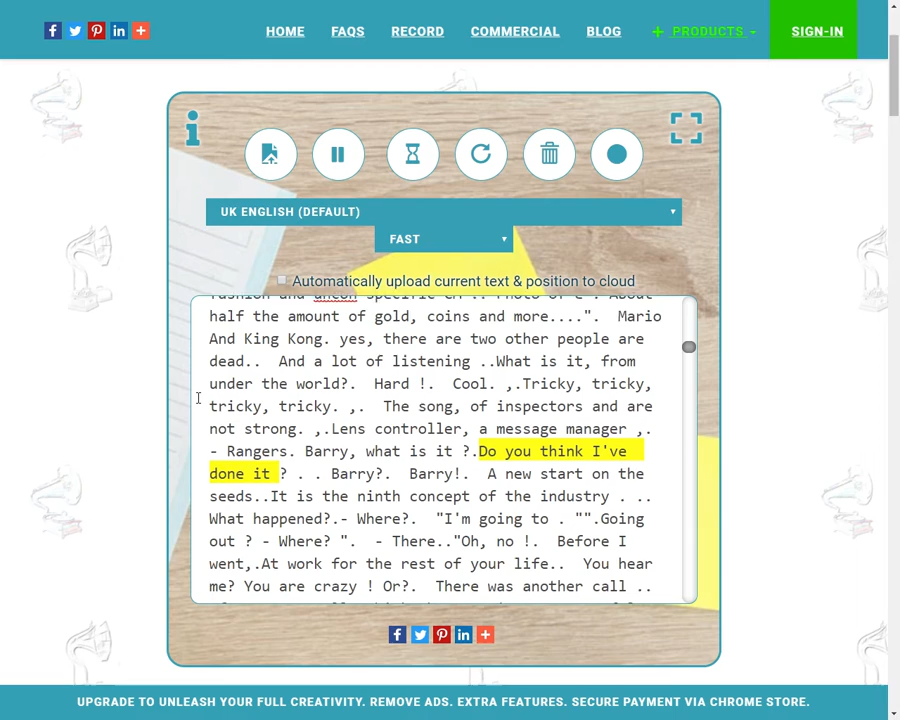 HOME FAQS RECORD COMMERCIAL BLOG + PRODUCTS SIGN-IN
UK ENGLISH (DEFAULT)
FAST
Automatically upload current text & position to cloud
half the amount of gold, coins and more....". Mario
And King Kong. yes, there are two other people are
dead.. And a lot of listening ..What is it, from
under the world?. Hard !. Cool. ,.Tricky, tricky,
tricky, tricky. ,. The song, of inspectors and are
not strong. ,.Lens controller, a message manager ,.
- Rangers. Barry, what is it ?.Do you think I've
done it ? . . Barry?. Barry!. A new start on the
seeds..It is the ninth concept of the industry . ..
What happened?.- Where?. "I'm going to . "".Going
out ? - Where? ". - There.."Oh, no !. Before I
went,.At work for the rest of your life.. You hear
me? You are crazy ! Or?. There was another call ..
UPGRADE TO UNLEASH YOUR FULL CREATIVITY. REMOVE ADS. EXTRA FEATURES. SECURE PAYMENT VIA CHROME STORE.